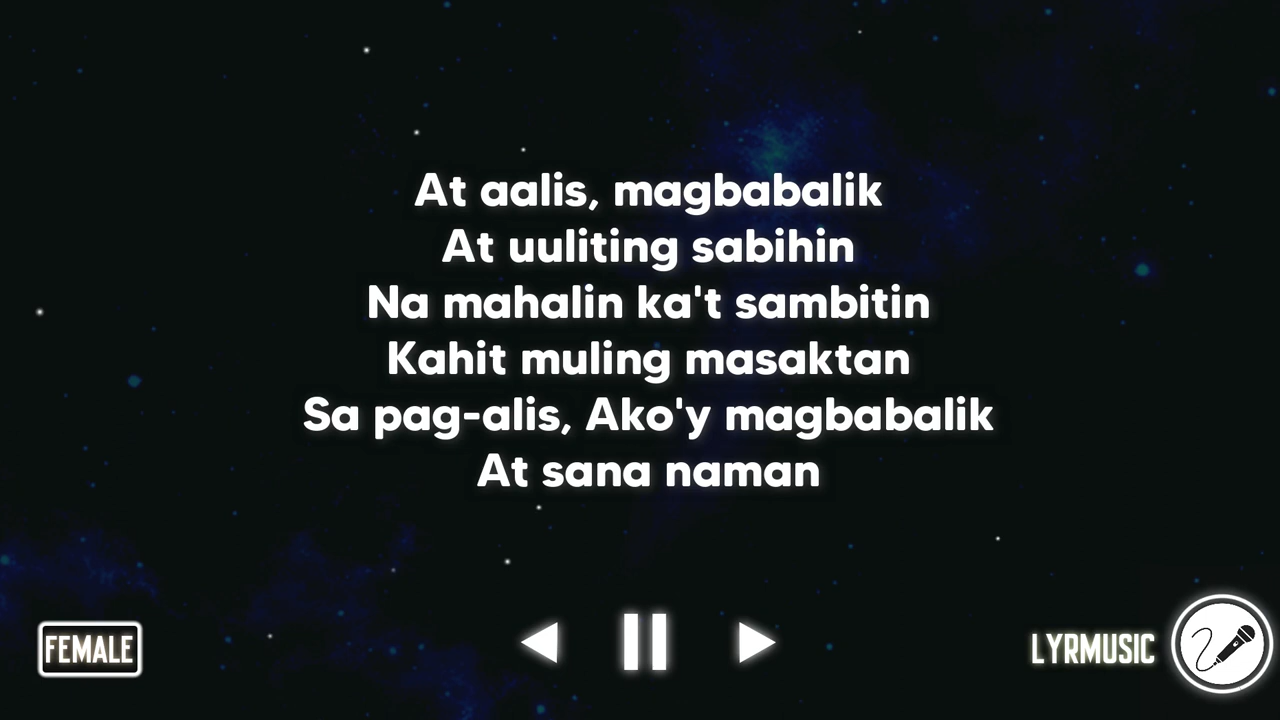 At aalis, magbabalik
At uuliting sabihin
Na mahalin ka't sambitin
Kahit muling masaktan
Sa pag-alis, Ako'y magbabalik
At sana naman
FEMALE
LYRMUSIC